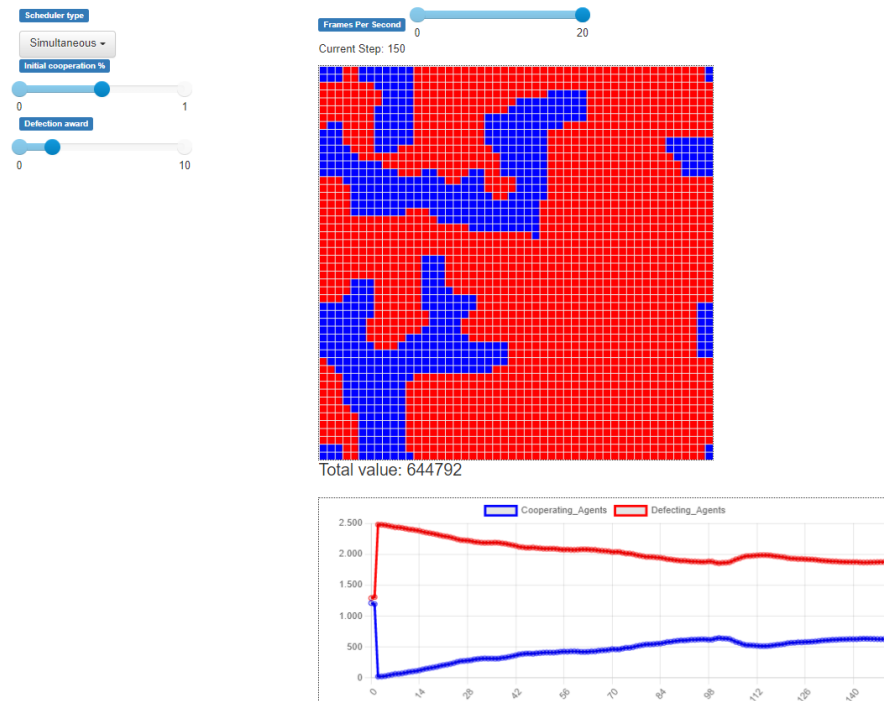 Scheduler type
Simultaneous
Initial cooperation %
0 1
Defection award
0 10
Frames Per Second
0 20
Current Step: 150
Total value: 644792
Cooperating_Agents Defecting_Agents
2.500
2.000
1.500
1.000
500
0
0 14 28 42 56 70 84 98 112 126 140